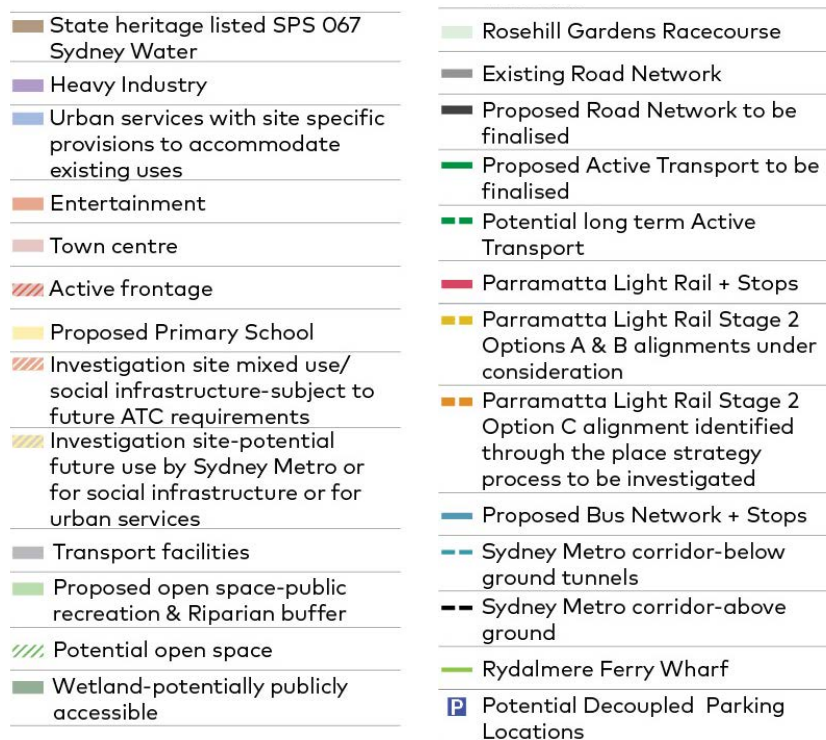 State heritage listed SPS 067
Sydney Water
Heavy Industry
Urban services with site specific
provisions to accommodate
existing uses
Entertainment
Town centre
Active frontage
Proposed Primary School
Investigation site mixed use/
social infrastructure-subject to
future ATC requirements
Investigation site-potential
future use by Sydney Metro or
for social infrastructure or for
urban services
Transport facilities
Proposed open space-public
recreation & Riparian buffer
Potential open space
Wetland-potentially publicly
accessible
Rosehill Gardens Racecourse
Existing Road Network
Proposed Road Network to be
finalised
Proposed Active Transport to be
finalised
Potential long term Active
Transport
Parramatta Light Rail + Stops
Parramatta Light Rail Stage 2
Options A & B alignments under
consideration
Parramatta Light Rail Stage 2
Option C alignment identified
through the place strategy
process to be investigated
Proposed Bus Network + Stops
Sydney Metro corridor-below
ground tunnels
Sydney Metro corridor-above
ground
Rydalmere Ferry Wharf
P Potential Decoupled Parking
Locations